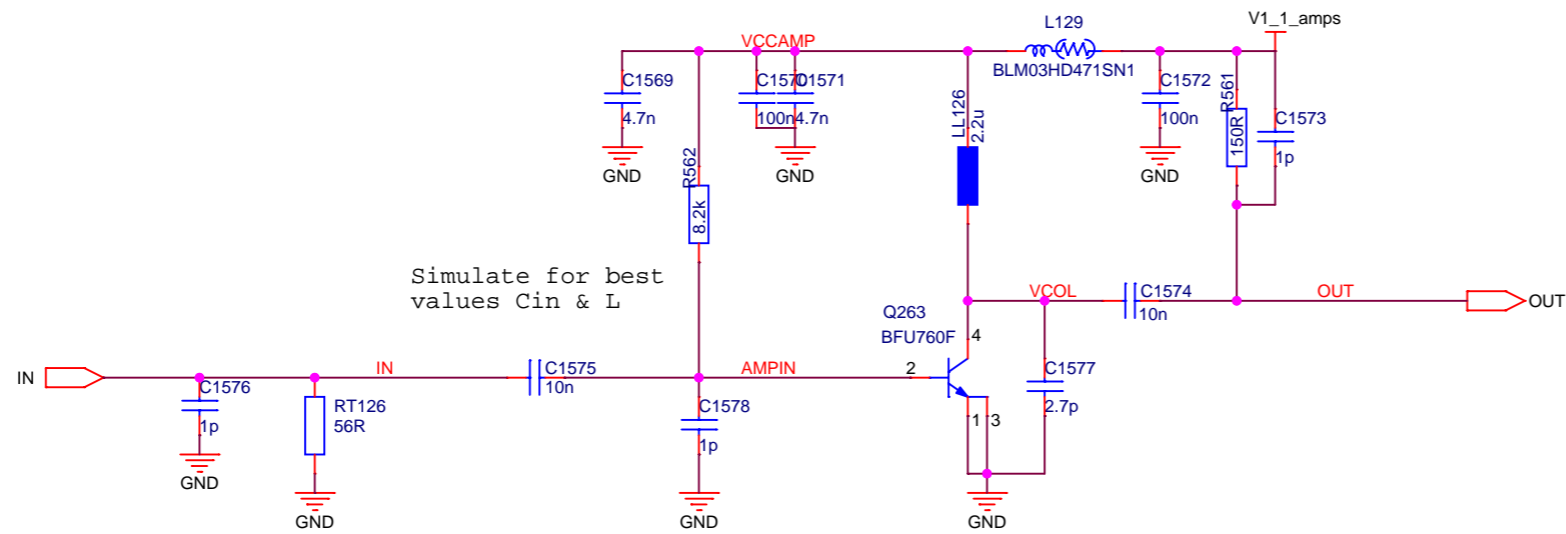 V1_1_amps
L129
VCCAMP
BLM03HD471SN1
C1569
4.7n
C1570
100n
C1571
4.7n
C1572
100n
R561
150R
C1573
1p
LL126
2.2u
GND
GND
GND
R562
8.2k
Simulate for best
values Cin & L
VCOL
C1574
10n
OUT
OUT
Q263
BFU760F
4
2
1
3
C1577
2.7p
IN
IN
C1575
10n
AMPIN
C1576
1p
RT126
56R
C1578
1p
GND
GND
GND
GND